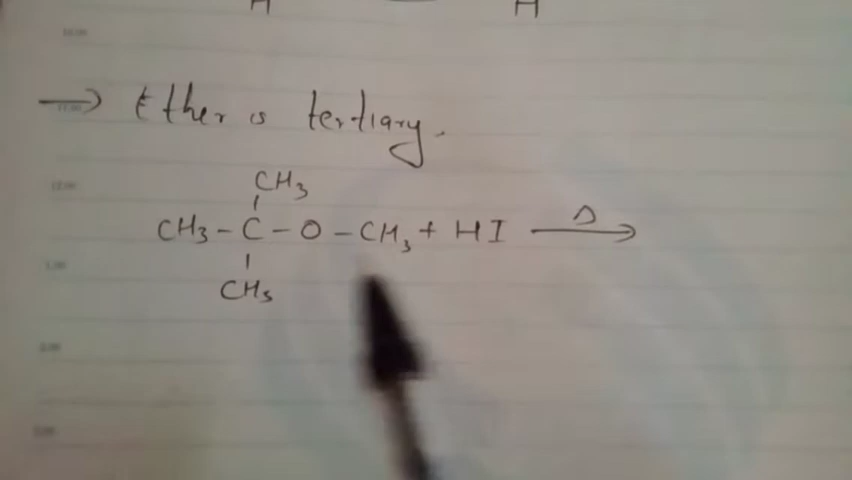 H H
→ Ether is tertiary.
CH3
CH3 - C - O - CH3 + HI →
Δ
CH3